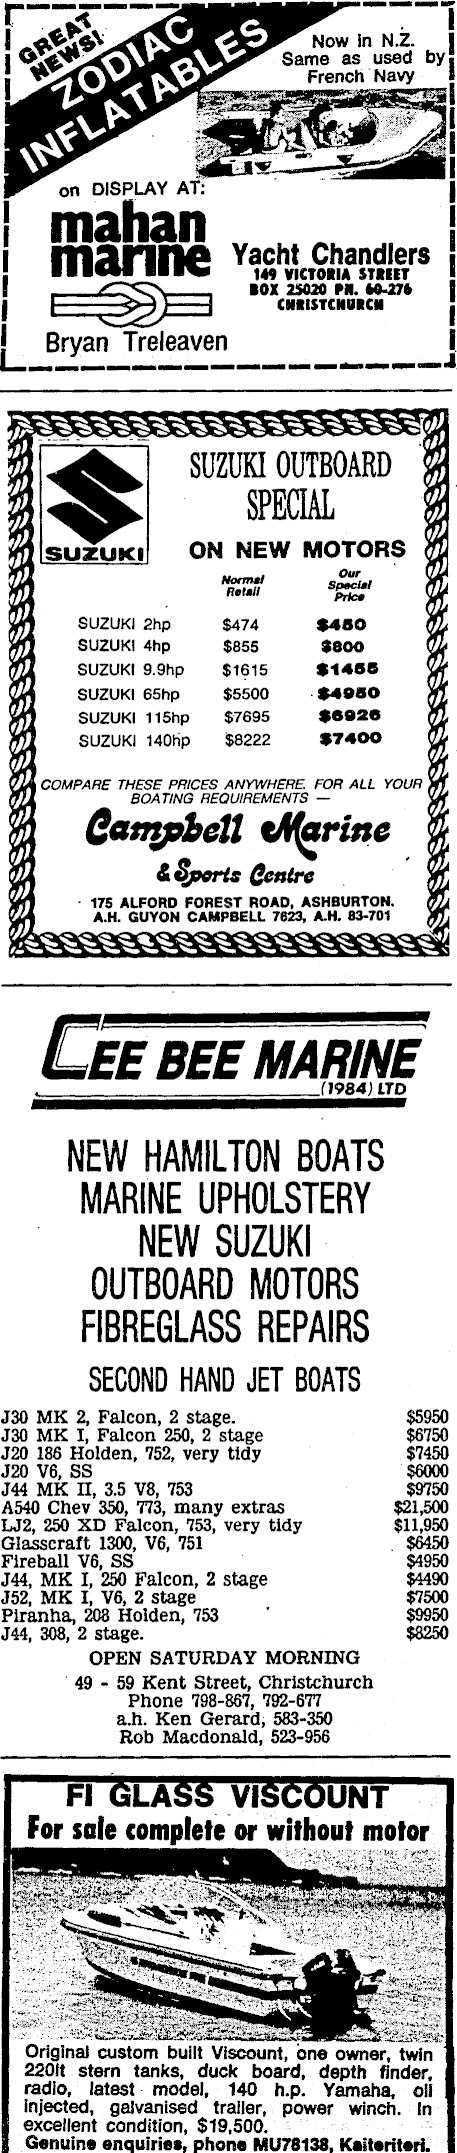 GREAT
NEWS!
ZODIAC
INFLATABLES
Now in N.Z.
Same as used by
French Navy
on DISPLAY AT:
mahan
marine
Bryan Treleaven
Yacht Chandlers
149 VICTORIA STREET
BOX 25020 PH. 60-276
CHRISTCHURCH
SUZUKI
SUZUKI OUTBOARD
SPECIAL
ON NEW MOTORS
Normal Retail Our Special Price
SUZUKI 2hp $474 $450
SUZUKI 4hp $855 $800
SUZUKI 9.9hp $1615 $1455
SUZUKI 65hp $5500 $4950
SUZUKI 115hp $7695 $6926
SUZUKI 140hp $8222 $7400
COMPARE THESE PRICES ANYWHERE. FOR ALL YOUR
BOATING REQUIREMENTS —
Campbell Marine
& Sports Centre
175 ALFORD FOREST ROAD, ASHBURTON.
A.H. GUYON CAMPBELL 7623, A.H. 83-701
CEE BEE MARINE
(1984) LTD
NEW HAMILTON BOATS
MARINE UPHOLSTERY
NEW SUZUKI
OUTBOARD MOTORS
FIBREGLASS REPAIRS
SECOND HAND JET BOATS
J30 MK 2, Falcon, 2 stage. $5950
J30 MK I, Falcon 250, 2 stage $6750
J20 186 Holden, 752, very tidy $7450
J20 V6, SS $6000
J44 MK II, 3.5 V8, 753 $9750
A540 Chev 350, 773, many extras $21,500
LJ2, 250 XD Falcon, 753, very tidy $11,950
Glasscraft 1300, V6, 751 $6450
Fireball V6, SS $4950
J44, MK I, 250 Falcon, 2 stage $4490
J52, MK I, V6, 2 stage $7500
Piranha, 208 Holden, 753 $9950
J44, 308, 2 stage. $8250
OPEN SATURDAY MORNING
49 - 59 Kent Street, Christchurch
Phone 798-867, 792-677
a.h. Ken Gerard, 583-350
Rob Macdonald, 523-956
FI GLASS VISCOUNT
For sale complete or without motor
Original custom built Viscount, one owner, twin
220lt stern tanks, duck board, depth finder,
radio, latest model, 140 h.p. Yamaha, oil
injected, galvanised trailer, power winch. In
excellent condition, $19,500.
Genuine enquiries, phone MU78138, Kaiteriteri.